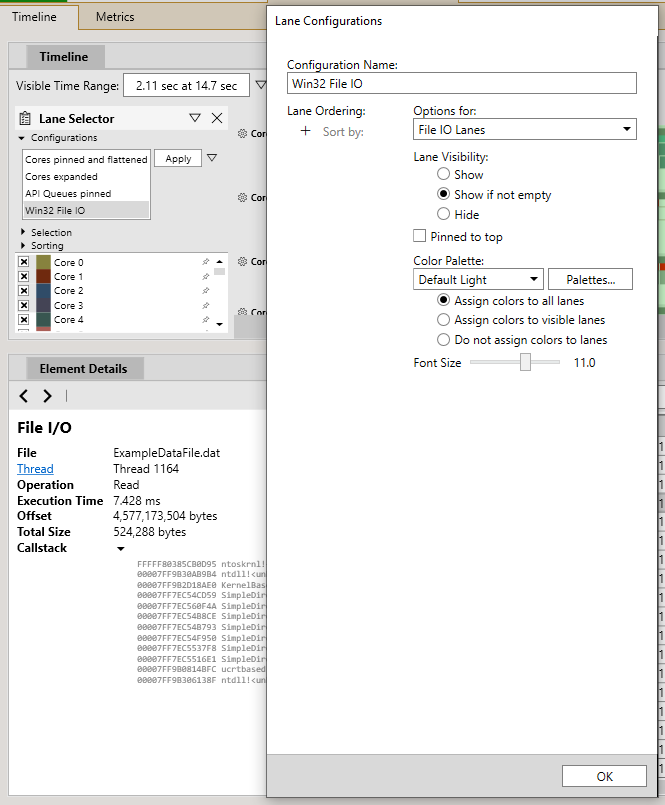 Timeline
Metrics
Timeline
Visible Time Range:
2.11 sec at 14.7 sec
Lane Selector
Configurations
Cores pinned and flattened
Cores expanded
API Queues pinned
Win32 File IO
Apply
Selection
Sorting
Core 0
Core 1
Core 2
Core 3
Core 4
Element Details
File I/O
File ExampleDataFile.dat
Thread Thread 1164
Operation Read
Execution Time 7.428 ms
Offset 4,577,173,504 bytes
Total Size 524,288 bytes
Callstack
FFFFF80385CB0D95 ntoskrnl!
00007FF9B30AB9B4 ntdll!<un
00007FF9B2D18AE0 KernelBas
00007FF7EC54CD59 SimpleDir
00007FF7EC560F4A SimpleDir
00007FF7EC54B8CE SimpleDir
00007FF7EC54B793 SimpleDir
00007FF7EC54F950 SimpleDir
00007FF7EC5537F8 SimpleDir
00007FF7EC5516E1 SimpleDir
00007FF9B0814BFC ucrtbased
00007FF9B306138F ntdll!<un
Lane Configurations
Configuration Name:
Win32 File IO
Lane Ordering:
+ Sort by:
Options for:
File IO Lanes
Lane Visibility:
Show
Show if not empty
Hide
Pinned to top
Color Palette:
Default Light
Palettes...
Assign colors to all lanes
Assign colors to visible lanes
Do not assign colors to lanes
Font Size 11.0
OK